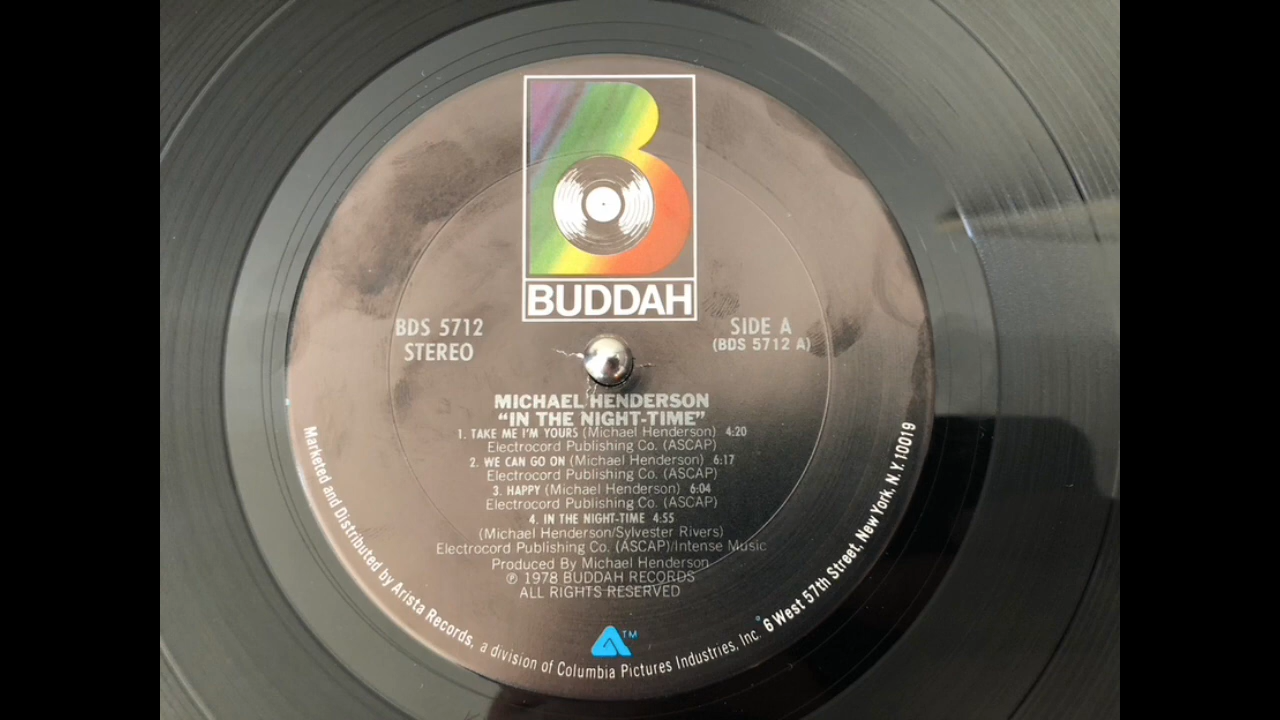 BUDDAH
BDS 5712
STEREO
SIDE A
(BDS 5712 A)
MICHAEL HENDERSON
“IN THE NIGHT-TIME”
1. TAKE ME I'M YOURS (Michael Henderson) 4:20
Electrocord Publishing Co. (ASCAP)
2. WE CAN GO ON (Michael Henderson) 6:17
Electrocord Publishing Co. (ASCAP)
3. HAPPY (Michael Henderson) 6:04
Electrocord Publishing Co. (ASCAP)
4. IN THE NIGHT-TIME 4:55
(Michael Henderson/Sylvester Rivers)
Electrocord Publishing Co. (ASCAP)/Intense Music
Produced By Michael Henderson
℗ 1978 BUDDAH RECORDS
ALL RIGHTS RESERVED
TM
Marketed and Distributed by Arista Records, a division of Columbia Pictures Industries, Inc. ° 6 West 57th Street, New York, N.Y. 10019